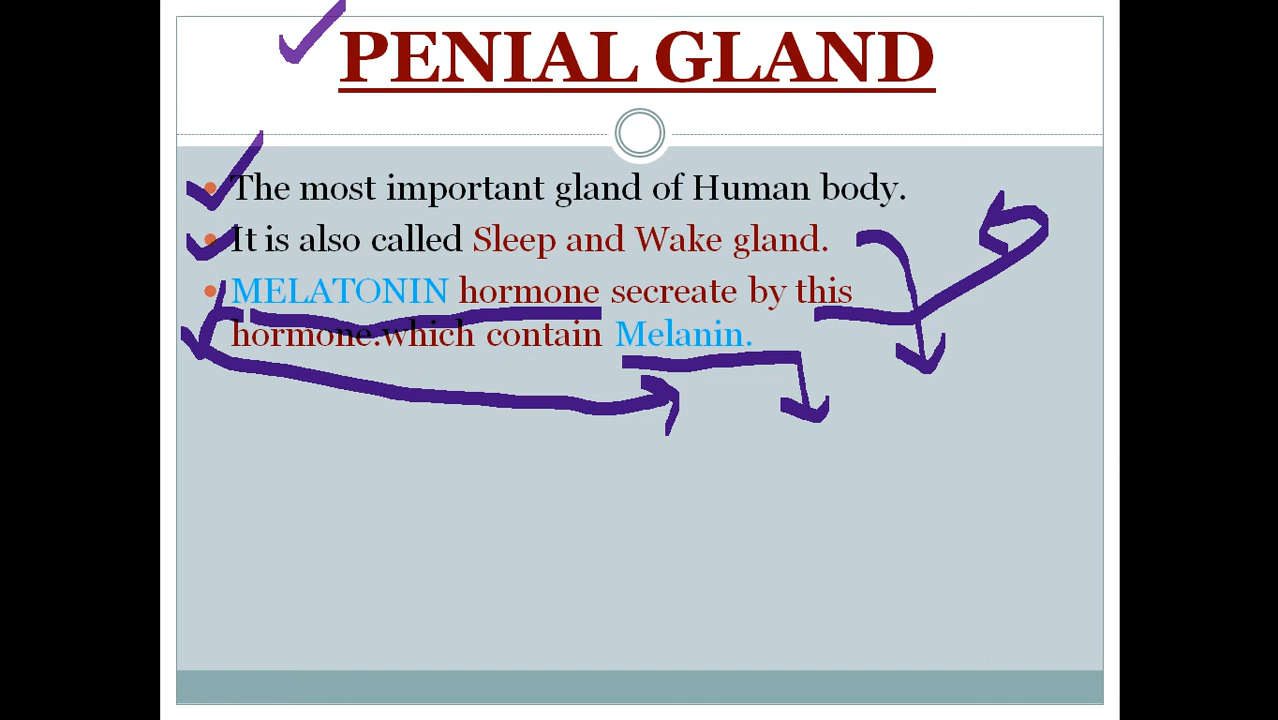 PENIAL GLAND
The most important gland of Human body.
It is also called Sleep and Wake gland.
MELATONIN hormone secreate by this
hormone.which contain Melanin.